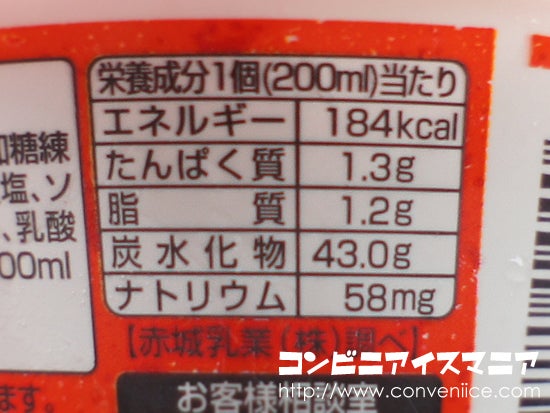 栄養成分1個(200ml)当たり
エネルギー 184kcal
たんぱく質 1.3g
脂質 1.2g
炭水化物 43.0g
ナトリウム 58mg
【赤城乳業(株)調べ】
加糖練
塩、ソ
、乳酸
00ml
ます。
お客様相談室
コンビニアイスマニア
http://www.conveniice.com/